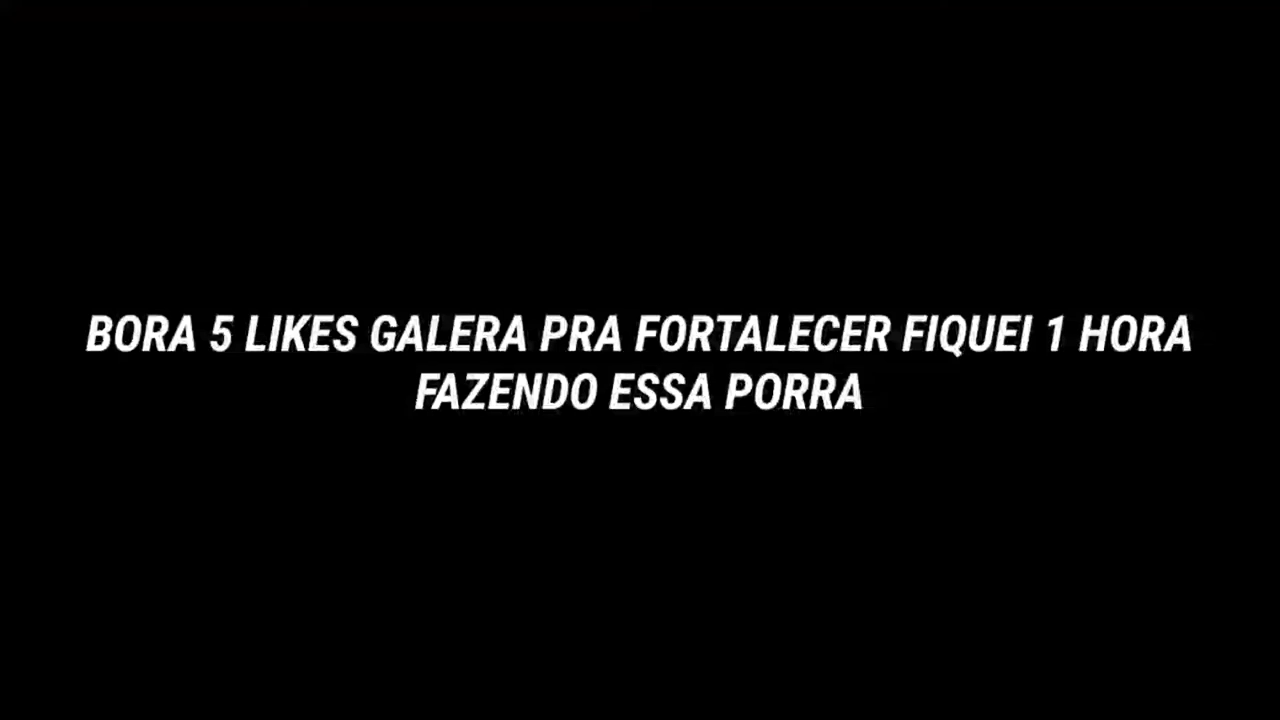 BORA 5 LIKES GALERA PRA FORTALECER FIQUEI 1 HORA
FAZENDO ESSA PORRA